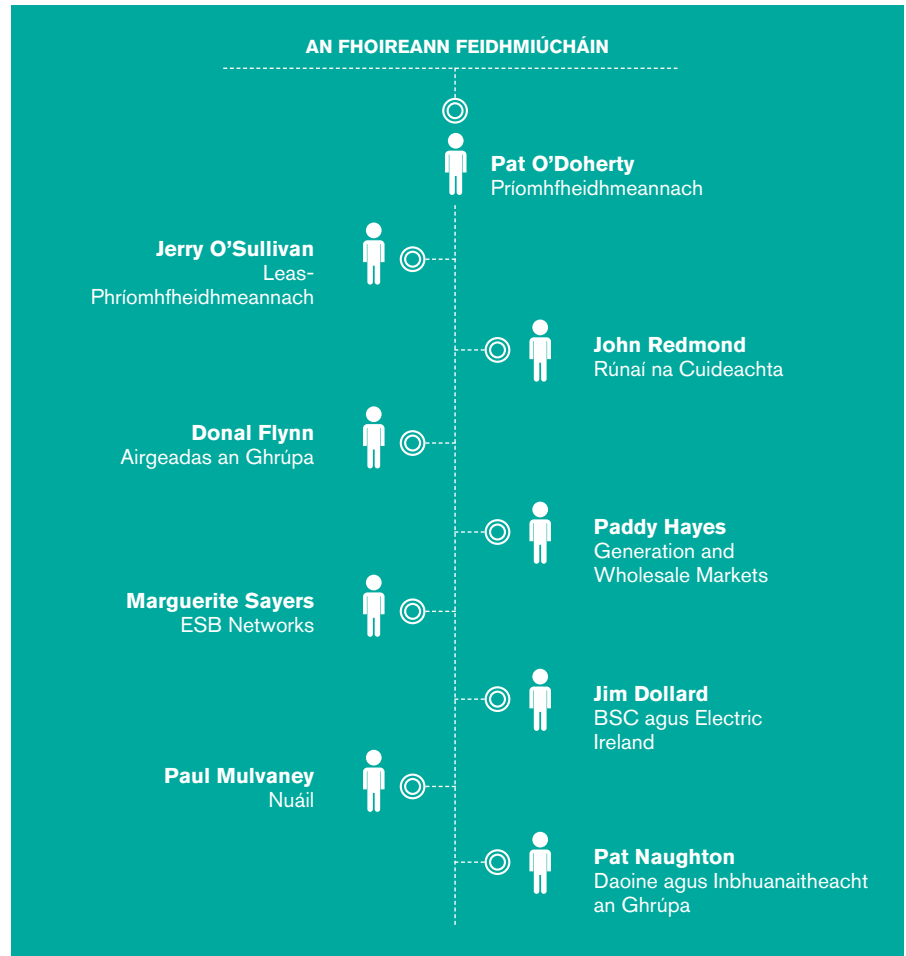 AN FHOIREANN FEIDHMIÚCHÁIN
Pat O’Doherty
Príomhfheidhmeannach
Jerry O’Sullivan
Leas-
Phríomhfheidhmeannach
John Redmond
Rúnaí na Cuideachta
Donal Flynn
Airgeadas an Ghrúpa
Paddy Hayes
Generation and
Wholesale Markets
Marguerite Sayers
ESB Networks
Jim Dollard
BSC agus Electric
Ireland
Paul Mulvaney
Nuáil
Pat Naughton
Daoine agus Inbhuanaitheacht
an Ghrúpa